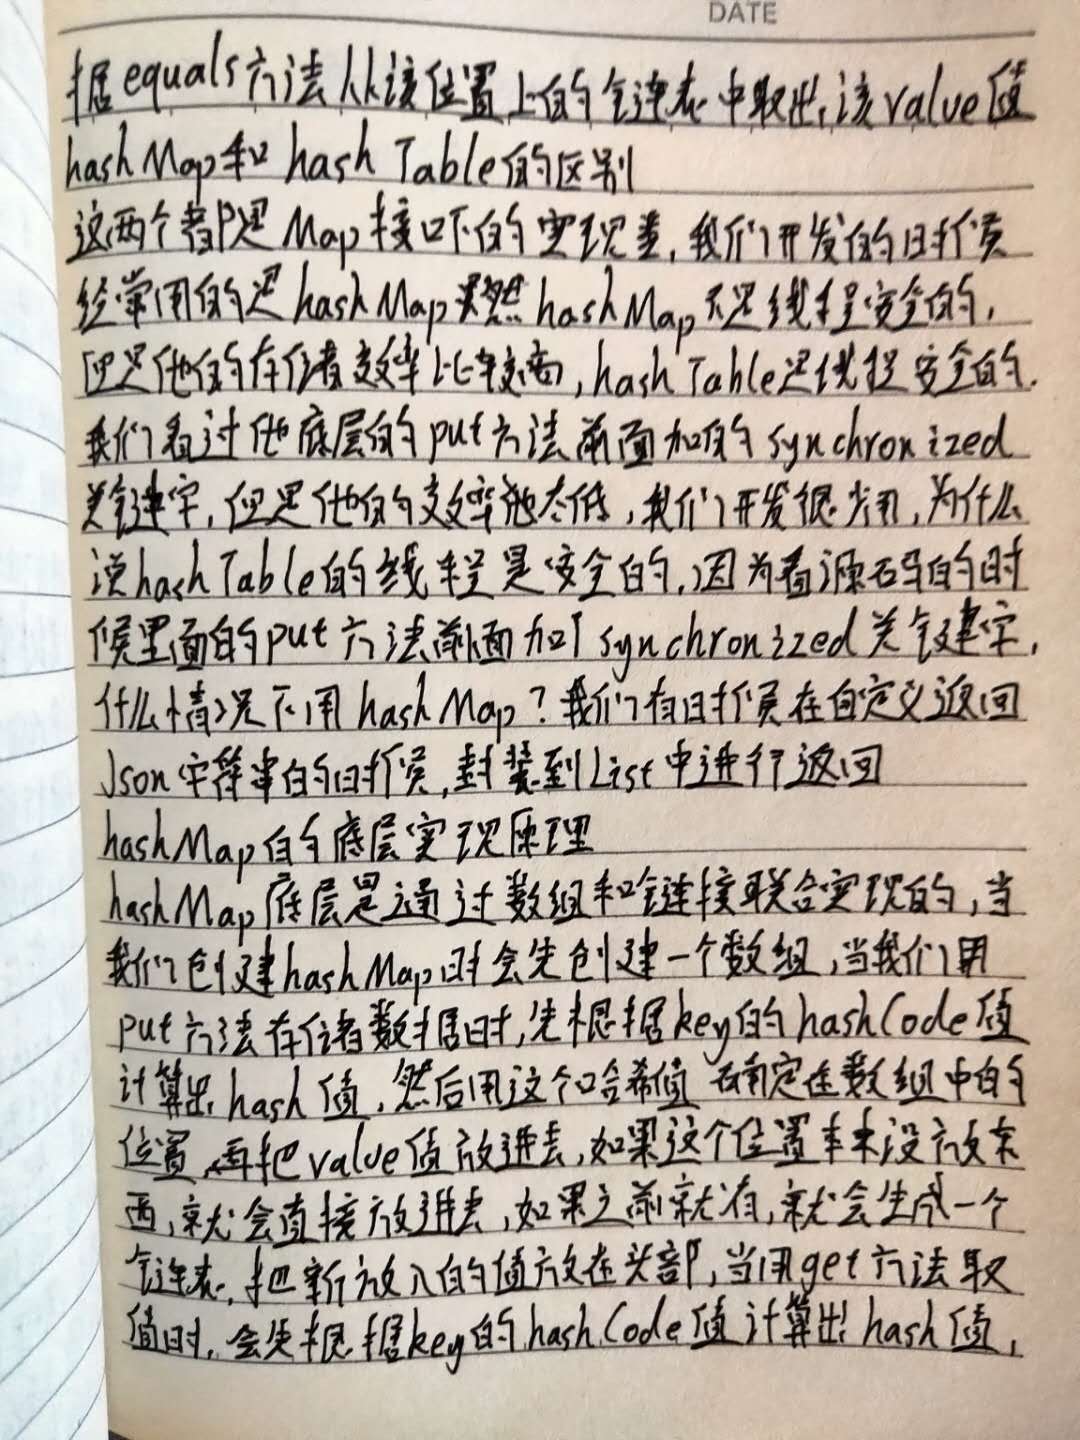 DATE
据equals方法从该位置上的链表中取出,该value值
hashMap和 hash Table的区别
这两个都是Map接口下的实现类,我们开发的时候
经常用的是hashMap虽然hashMap不是线程安全的,
但是他的存储效率比较高,hashTable是线程安全的.
我们看过他底层的put方法前面加的synchronized
关键字,但是他的效率他太低,我们开发很少用,为什么
说hashTable的线程是安全的,因为看源码的时
候里面的put方法前面加了synchronized关键字.
什么情况下用hashMap?我们有时候在自定义返回
Json字符串的时候,封装到List中进行返回
hashMap的底层实现原理
hashMap底层是通过数组和链接联合实现的,当
我们创建hashMap时会先创建一个数组,当我们用
put方法存储数据时,先根据key的hashCode值
计算出hash值,然后用这个哈希值确定在数组中的
位置,再把value值放进去,如果这个位置本来没放东
西,就会直接放进去,如果之前就有,就会生成一个
链表,把新放入的值放在头部,当用get方法取
值时,会先根据key的hashCode值计算出hash值,